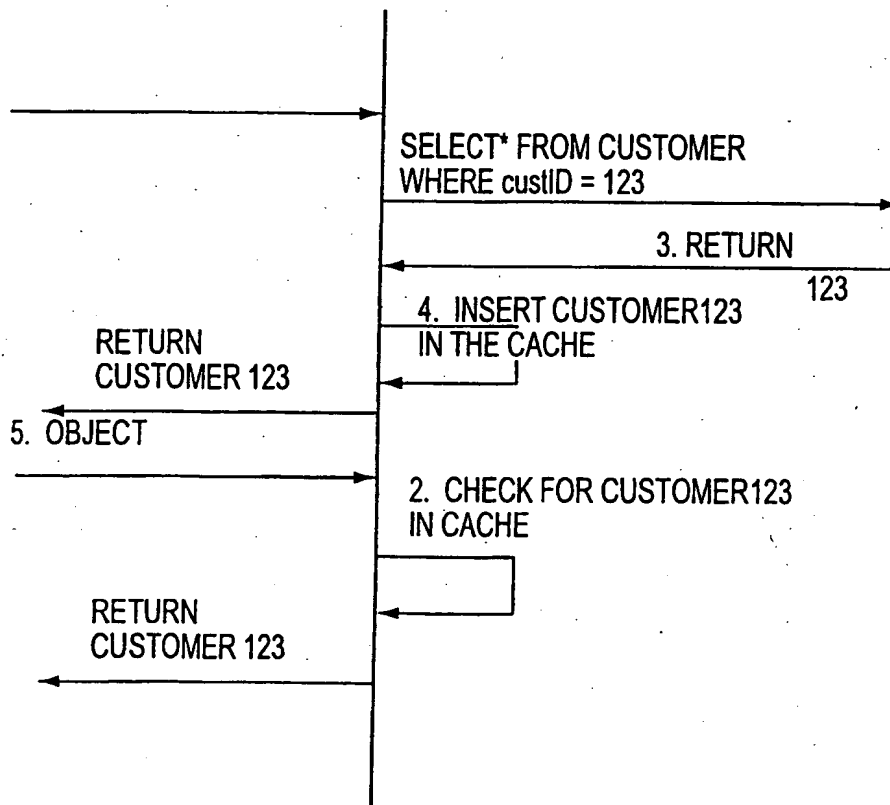 SELECT* FROM CUSTOMER
WHERE custID = 123
3. RETURN
123
4. INSERT CUSTOMER123
IN THE CACHE
RETURN
CUSTOMER 123
5. OBJECT
2. CHECK FOR CUSTOMER123
IN CACHE
RETURN
CUSTOMER 123